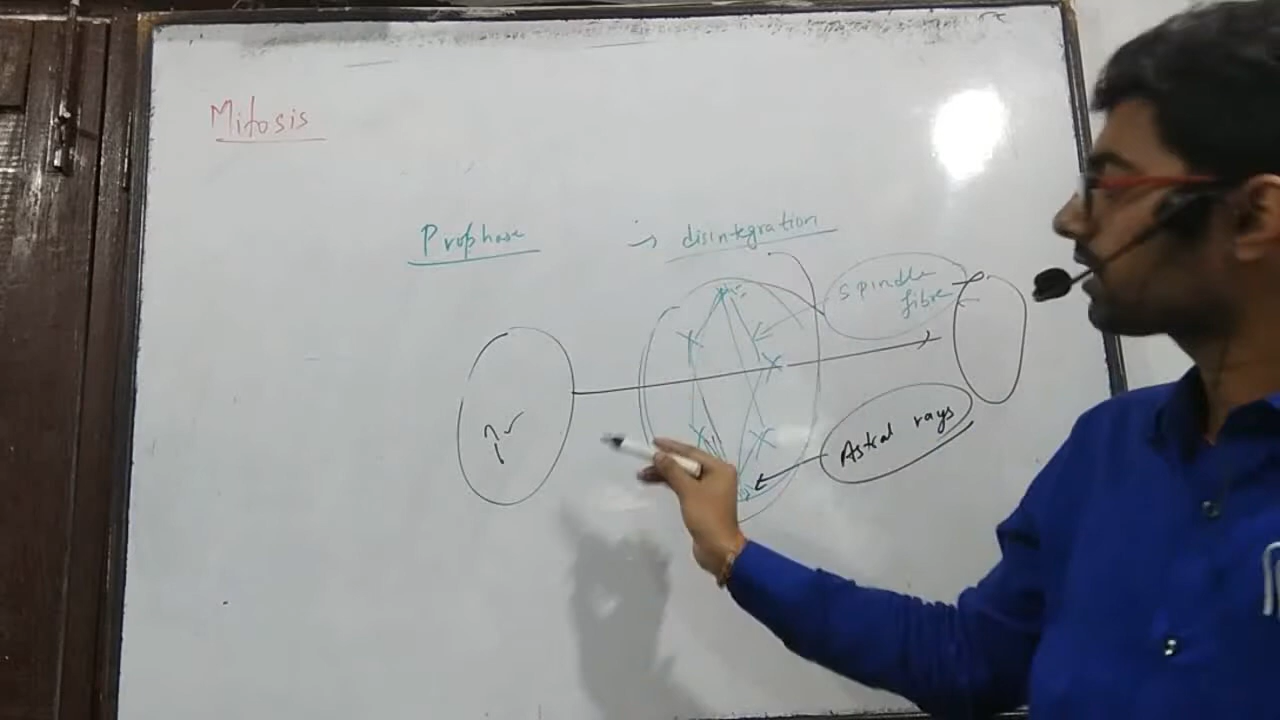 Mitosis
Prophase
disintegration
spindle
fibre
Astral rays